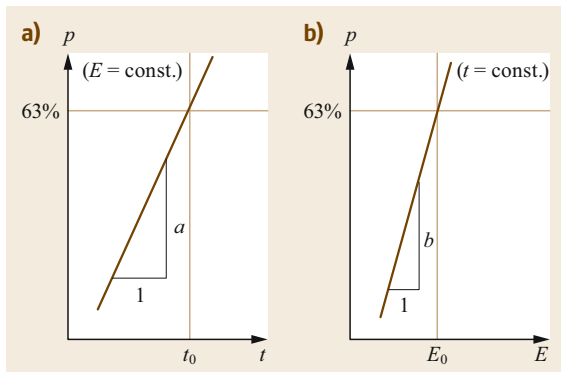 a) p
(E = const.)
63%
a
1
t₀ t
b) p
(t = const.)
63%
b
1
E₀ E